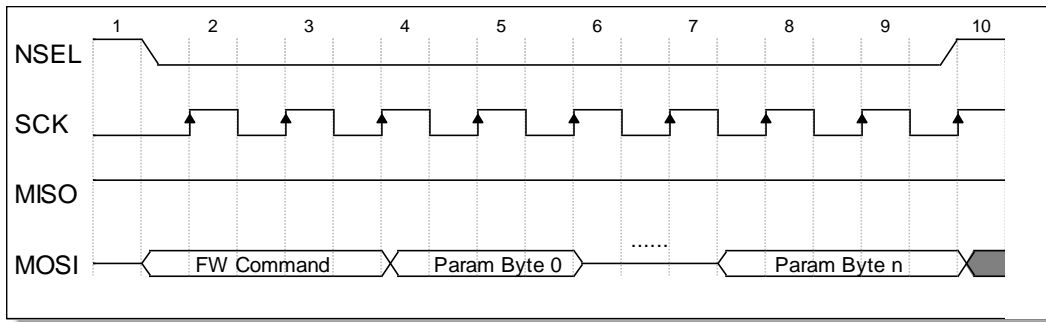 1 2 3 4 5 6 7 8 9 10
NSEL
SCK
MISO
......
MOSI FW Command Param Byte 0 Param Byte n